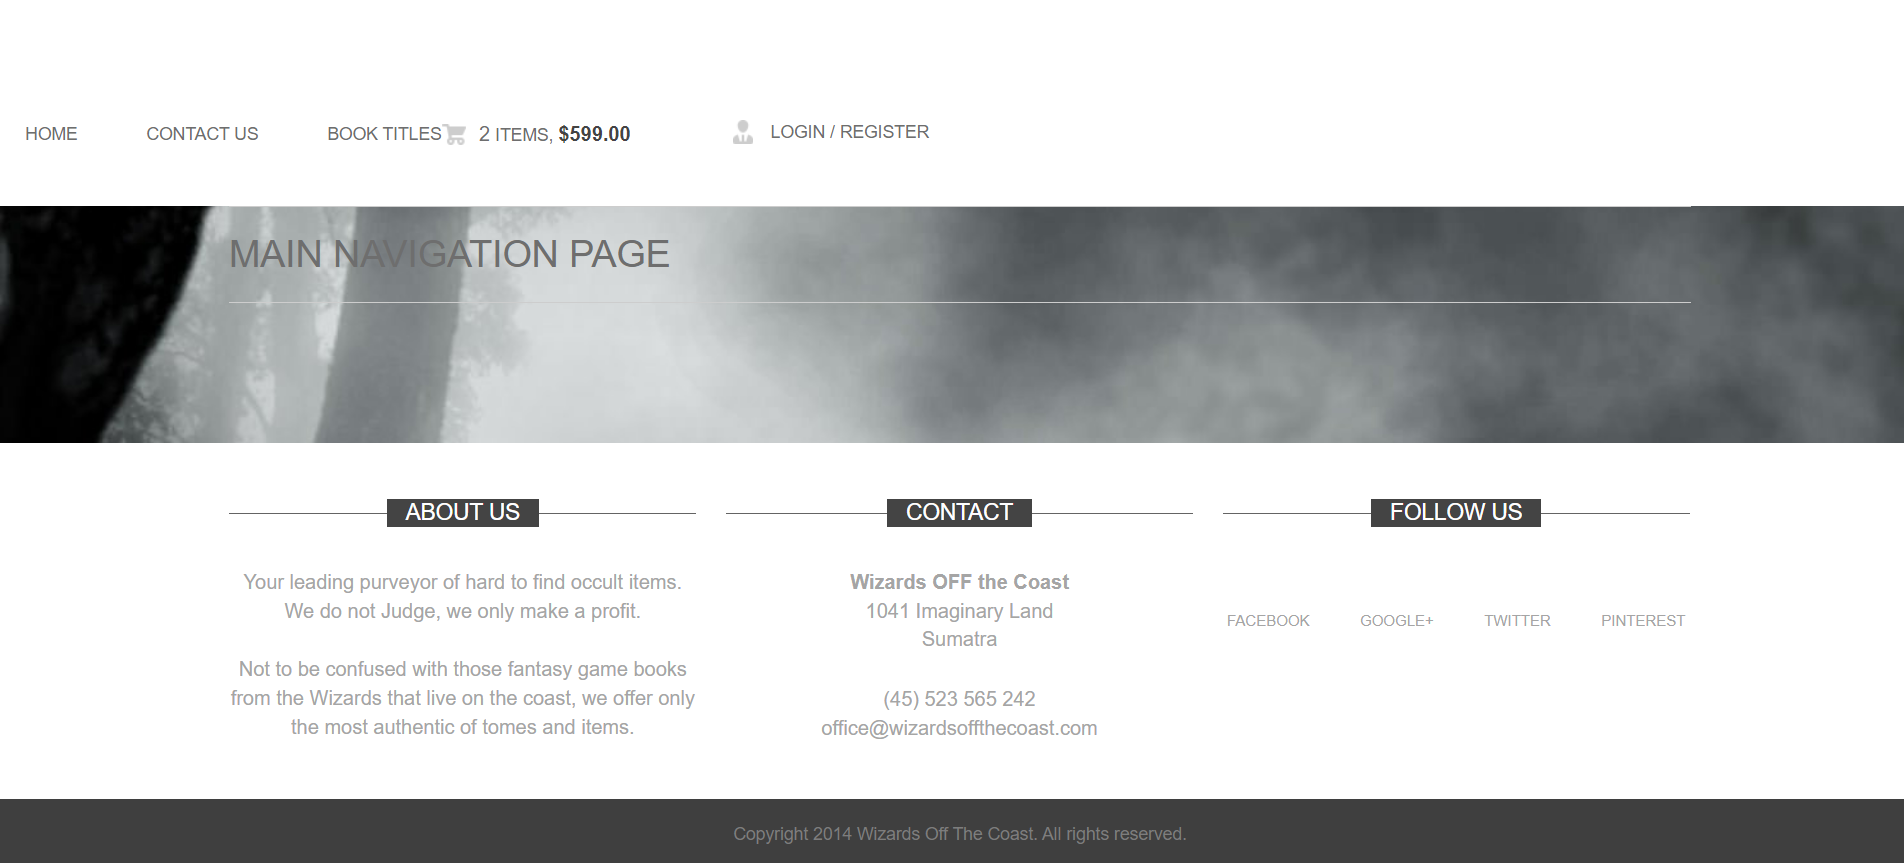 HOME CONTACT US BOOK TITLES 2 ITEMS, $599.00 LOGIN / REGISTER
MAIN NAVIGATION PAGE
ABOUT US
Your leading purveyor of hard to find occult items.
We do not Judge, we only make a profit.
Not to be confused with those fantasy game books
from the Wizards that live on the coast, we offer only
the most authentic of tomes and items.
CONTACT
Wizards OFF the Coast
1041 Imaginary Land
Sumatra
(45) 523 565 242
office@wizardsoffthecoast.com
FOLLOW US
FACEBOOK GOOGLE+ TWITTER PINTEREST
Copyright 2014 Wizards Off The Coast. All rights reserved.